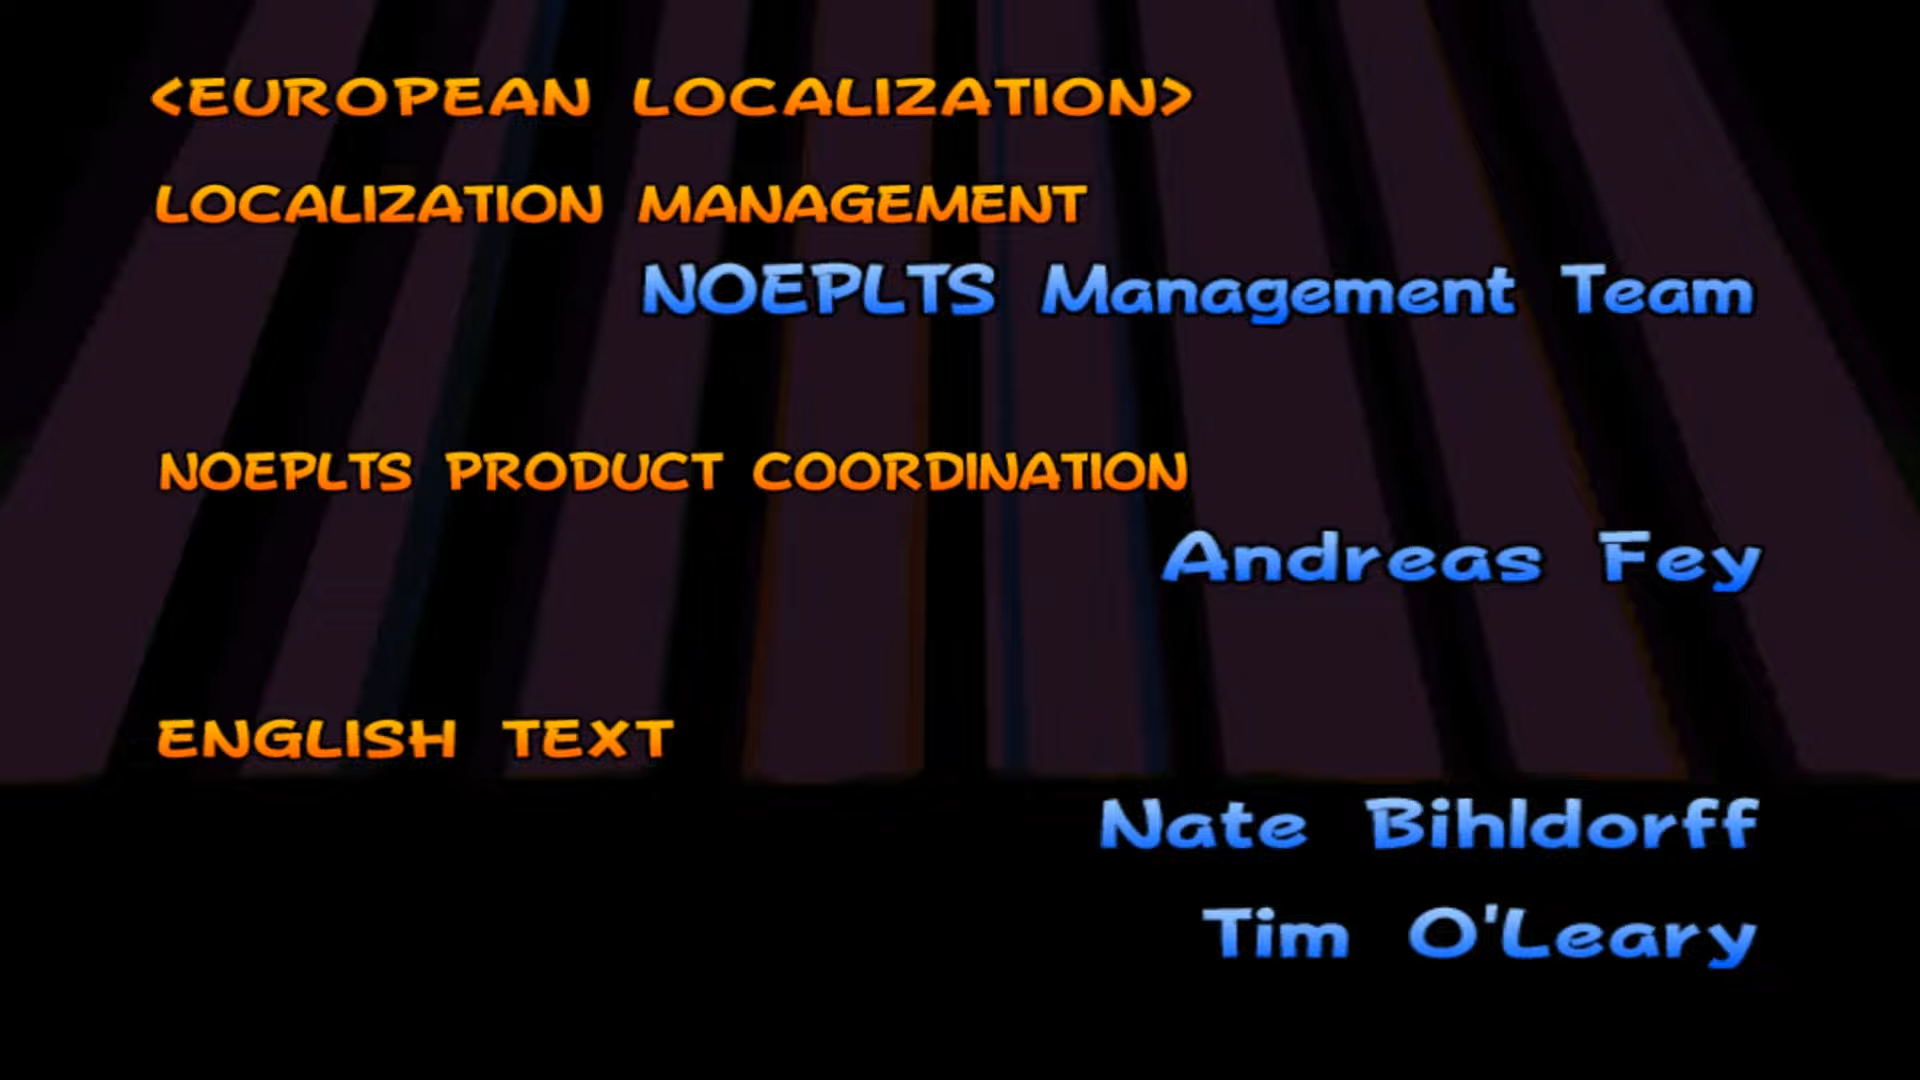 <EUROPEAN LOCALIZATION>
LOCALIZATION MANAGEMENT
NOEPLTS Management Team
NOEPLTS PRODUCT COORDINATION
Andreas Fey
ENGLISH TEXT
Nate Bihldorff
Tim O'Leary